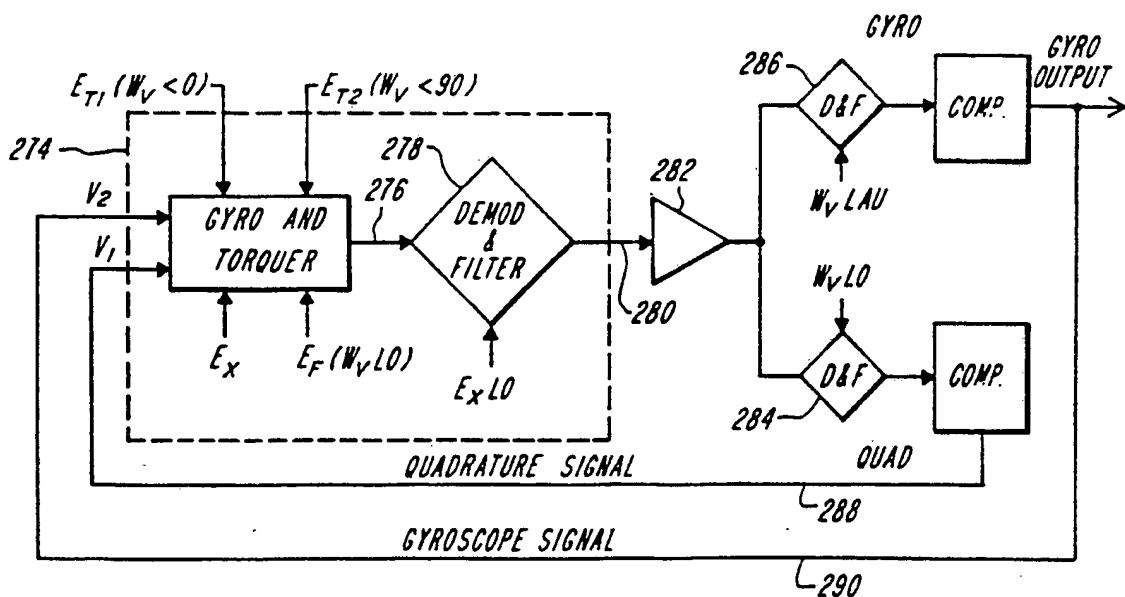 GYRO
GYRO OUTPUT
286
D&F
COMP.
W_V LAU
E_T1 (W_V<0)
E_T2 (W_V<90)
274
278
282
V_2
GYRO AND TORQUER
276
DEMOD & FILTER
V_1
280
W_V LO
E_X
E_F (W_V LO)
E_X LO
D&F
COMP.
284
QUADRATURE SIGNAL
QUAD
288
GYROSCOPE SIGNAL
290